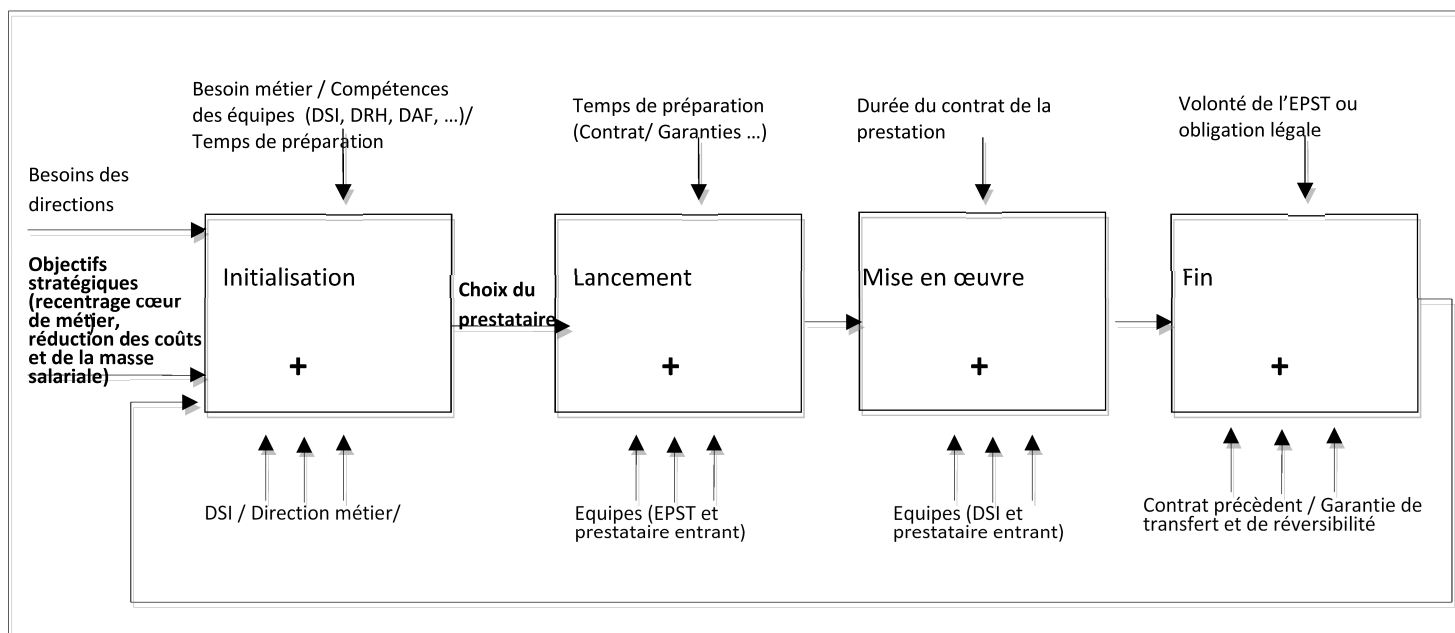 Besoin métier / Compétences
des équipes  (DSI, DRH, DAF, …)/
Temps de préparation
Temps de préparation
(Contrat/ Garanties …)
Durée du contrat de la
prestation
Volonté de l’EPST ou
obligation légale
Besoins des
directions
Objectifs
stratégiques
(recentrage cœur
de métier,
réduction des coûts
et de la masse
salariale)
Initialisation
+
Choix du
prestataire
Lancement
+
Mise en œuvre
+
Fin
+
DSI / Direction métier/
Equipes (EPST et
prestataire entrant)
Equipes (DSI et
prestataire entrant)
Contrat précèdent / Garantie de
transfert et de réversibilité